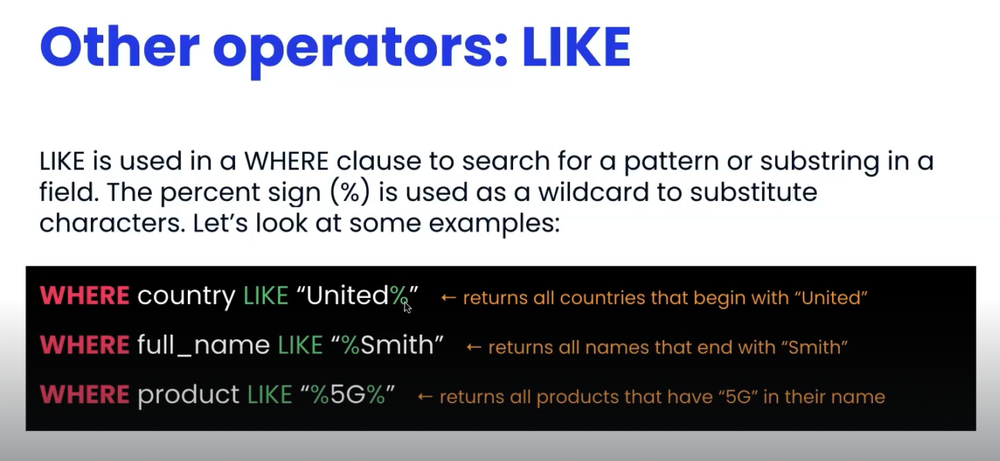 Other operators: LIKE
LIKE is used in a WHERE clause to search for a pattern or substring in a
field. The percent sign (%) is used as a wildcard to substitute
characters. Let’s look at some examples:
WHERE country LIKE “United%” ← returns all countries that begin with “United”
WHERE full_name LIKE “%Smith” ← returns all names that end with “Smith”
WHERE product LIKE “%5G%” ← returns all products that have “5G” in their name